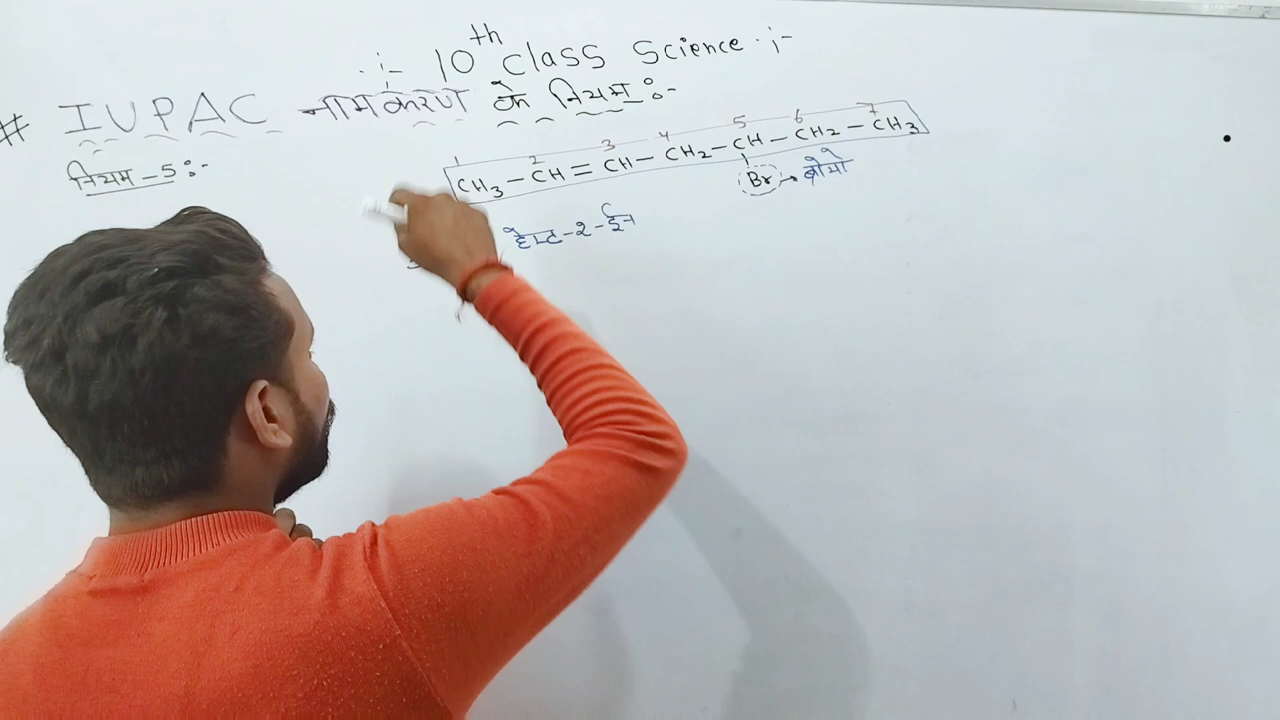 :- 10th class Science :-
# IUPAC नामकरण के नियम :-
नियम-5 :-
1 2 3 4 5 6 7
CH3 - CH = CH - CH2 - CH - CH2 - CH3
Br → ब्रोमो
हेप्ट-2-ईन